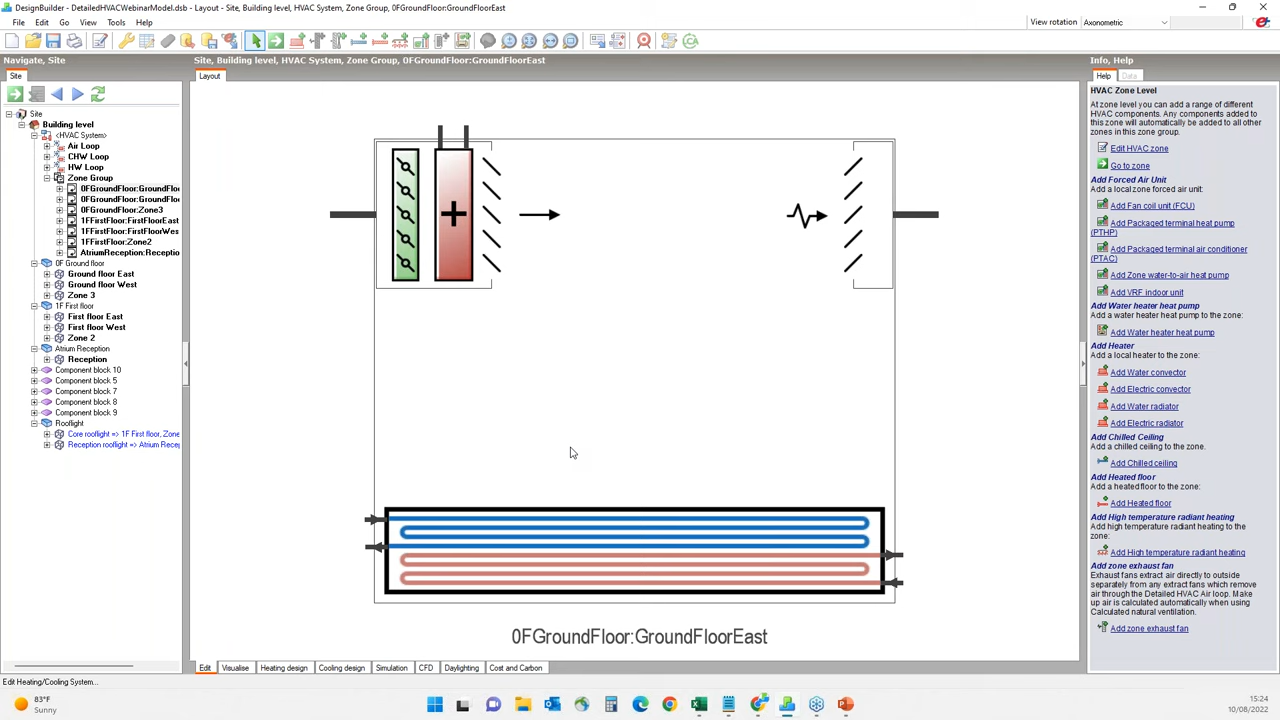 DesignBuilder - DetailedHVACWebinarModel.dsb - Layout - Site, Building level, HVAC System, Zone Group, 0FGroundFloor:GroundFloorEast
File Edit Go View Tools Help
View rotation Axonometric
Navigate, Site
Site, Building level, HVAC System, Zone Group, 0FGroundFloor:GroundFloorEast
Info, Help
Site
Layout
Help Data
Site
Building level
<HVAC System>
Air Loop
CHW Loop
HW Loop
Zone Group
0FGroundFloor:GroundFlo
0FGroundFloor:GroundFlo
0FGroundFloor:Zone3
1FFirstFloor:FirstFloorEast
1FFirstFloor:FirstFloorWes
1FFirstFloor:Zone2
AtriumReception:Receptio
0F Ground floor
Ground floor East
Ground floor West
Zone 3
1F First floor
First floor East
First floor West
Zone 2
Atrium Reception
Reception
Component block 10
Component block 5
Component block 7
Component block 8
Component block 9
Rooflight
Core rooflight => 1F First floor, Zone
Reception rooflight => Atrium Recep
0FGroundFloor:GroundFloorEast
Edit Visualise Heating design Cooling design Simulation CFD Daylighting Cost and Carbon
HVAC Zone Level
At zone level you can add a range of different
HVAC components. Any components added to
this zone will automatically be added to all other
zones in this zone group.
Edit HVAC zone
Go to zone
Add Forced Air Unit
Add a local zone forced air unit:
Add Fan coil unit (FCU)
Add Packaged terminal heat pump
(PTHP)
Add Packaged terminal air conditioner
(PTAC)
Add Zone water-to-air heat pump
Add VRF indoor unit
Add Water heater heat pump
Add a water heater heat pump to the zone:
Add Water heater heat pump
Add Heater
Add a local heater to the zone:
Add Water convector
Add Electric convector
Add Water radiator
Add Electric radiator
Add Chilled Ceiling
Add a chilled ceiling to the zone.
Add Chilled ceiling
Add Heated floor
Add a heated floor to the zone:
Add Heated floor
Add High temperature radiant heating
Add high temperature radiant heating to the
zone:
Add High temperature radiant heating
Add zone exhaust fan
Exhaust fans extract air directly to outside
separately from any extract fans which remove
air through the Detailed HVAC Air loop. Make
up air is calculated automatically when using
Calculated natural ventilation.
Add zone exhaust fan
Edit Heating/Cooling System...
83°F
Sunny
15:24
10/08/2022